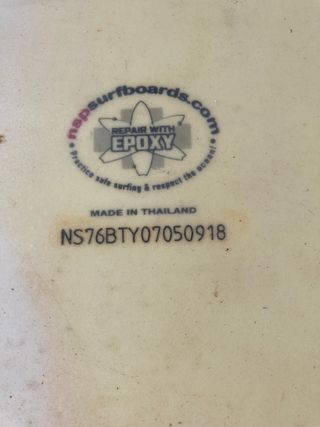 nspsurfboards.com
REPAIR WITH
EPOXY
• Practice safe surfing & respect the ocean! •
MADE IN THAILAND
NS76BTY07050918